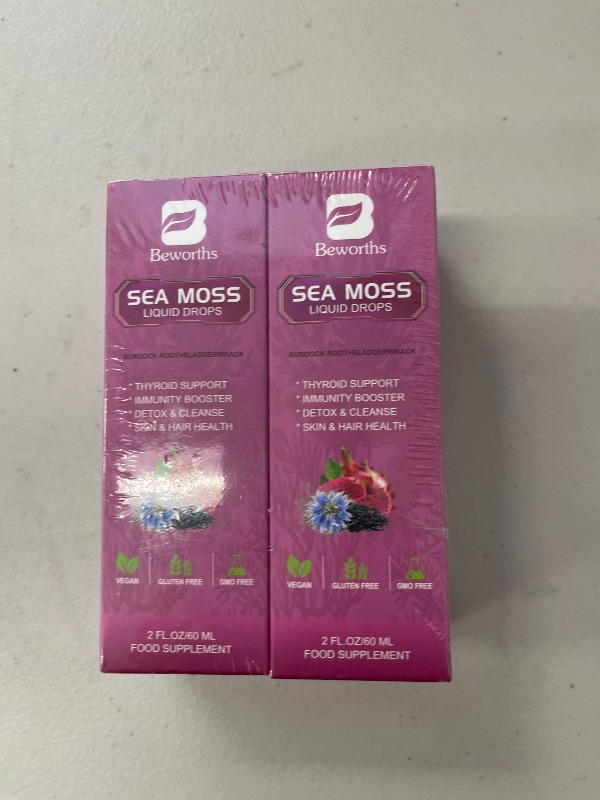 Beworths
SEA MOSS
LIQUID DROPS
BURDOCK ROOT+BLADDERWRACK
* THYROID SUPPORT
* IMMUNITY BOOSTER
* DETOX & CLEANSE
* SKIN & HAIR HEALTH
VEGAN
GLUTEN FREE
GMO FREE
2 FL.OZ/60 ML
FOOD SUPPLEMENT
Beworths
SEA MOSS
LIQUID DROPS
BURDOCK ROOT+BLADDERWRACK
* THYROID SUPPORT
* IMMUNITY BOOSTER
* DETOX & CLEANSE
* SKIN & HAIR HEALTH
VEGAN
GLUTEN FREE
GMO FREE
2 FL.OZ/60 ML
FOOD SUPPLEMENT